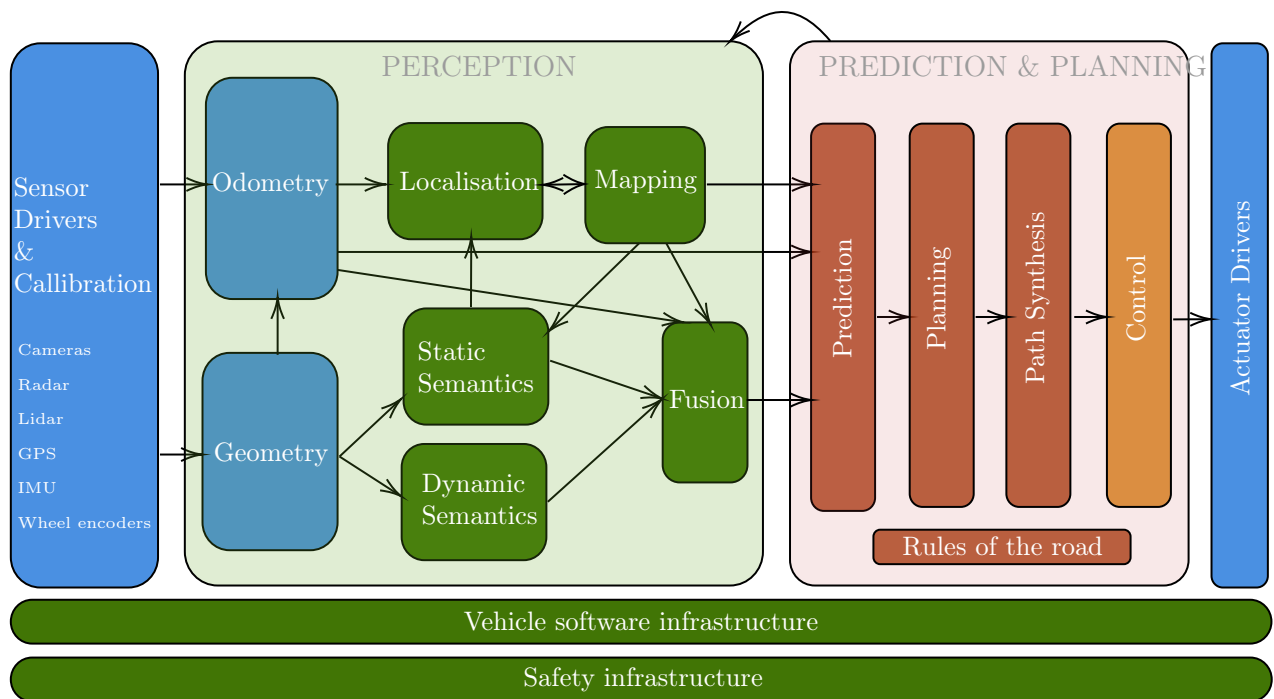 PERCEPTION
PREDICTION & PLANNING
Sensor
Drivers
&
Callibration
Cameras
Radar
Lidar
GPS
IMU
Wheel encoders
Odometry
Localisation
Mapping
Geometry
Static
Semantics
Dynamic
Semantics
Fusion
Prediction
Planning
Path Synthesis
Control
Rules of the road
Actuator Drivers
Vehicle software infrastructure
Safety infrastructure